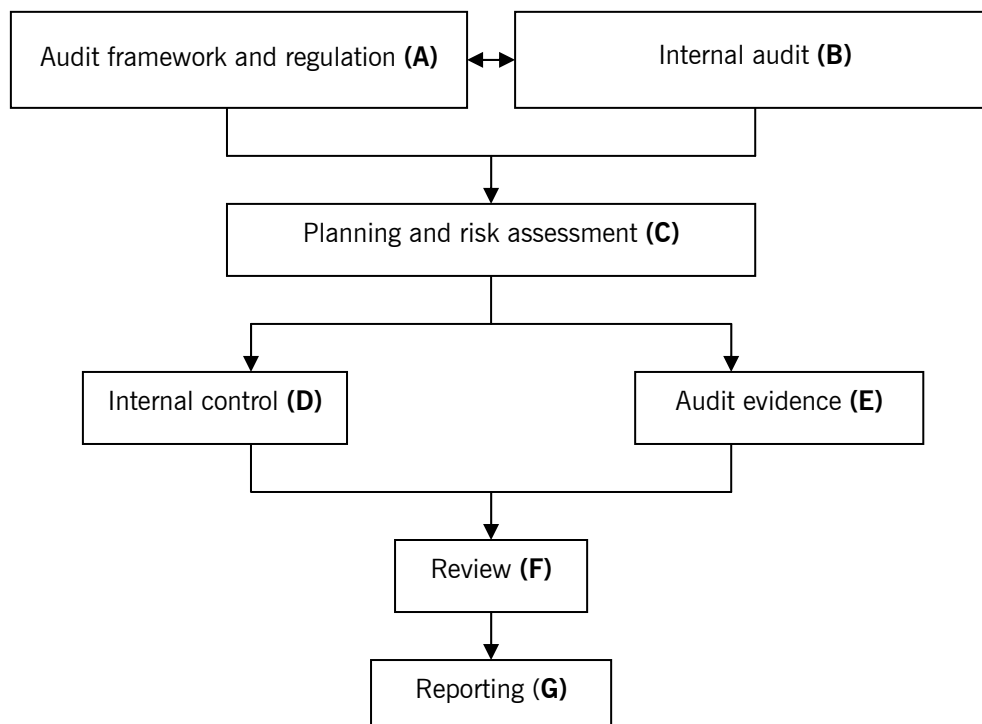 Audit framework and regulation (A)
Internal audit (B)
Planning and risk assessment (C)
Internal control (D)
Audit evidence (E)
Review (F)
Reporting (G)